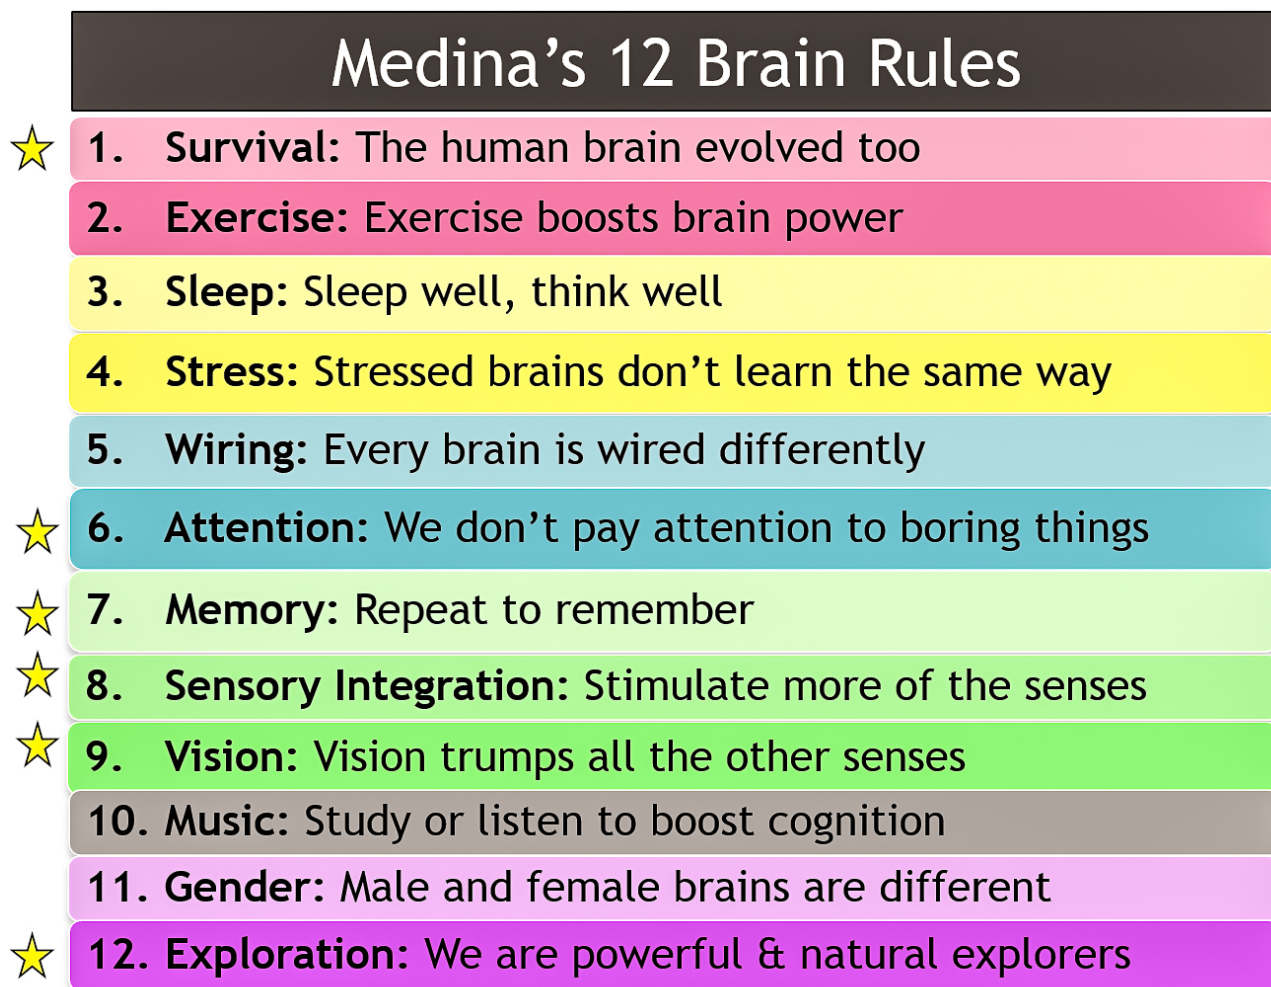 Medina’s 12 Brain Rules
1. Survival: The human brain evolved too
2. Exercise: Exercise boosts brain power
3. Sleep: Sleep well, think well
4. Stress: Stressed brains don’t learn the same way
5. Wiring: Every brain is wired differently
6. Attention: We don’t pay attention to boring things
7. Memory: Repeat to remember
8. Sensory Integration: Stimulate more of the senses
9. Vision: Vision trumps all the other senses
10. Music: Study or listen to boost cognition
11. Gender: Male and female brains are different
12. Exploration: We are powerful & natural explorers